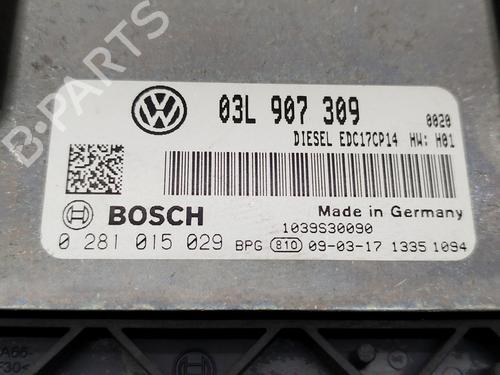 B-PARTS
03L 907 309
0020
DIESEL EDC17CP14 HW: H01
BOSCH
Made in Germany
1039S30090
0 281 015 029 BPG 810 09-03-17 1335 1094